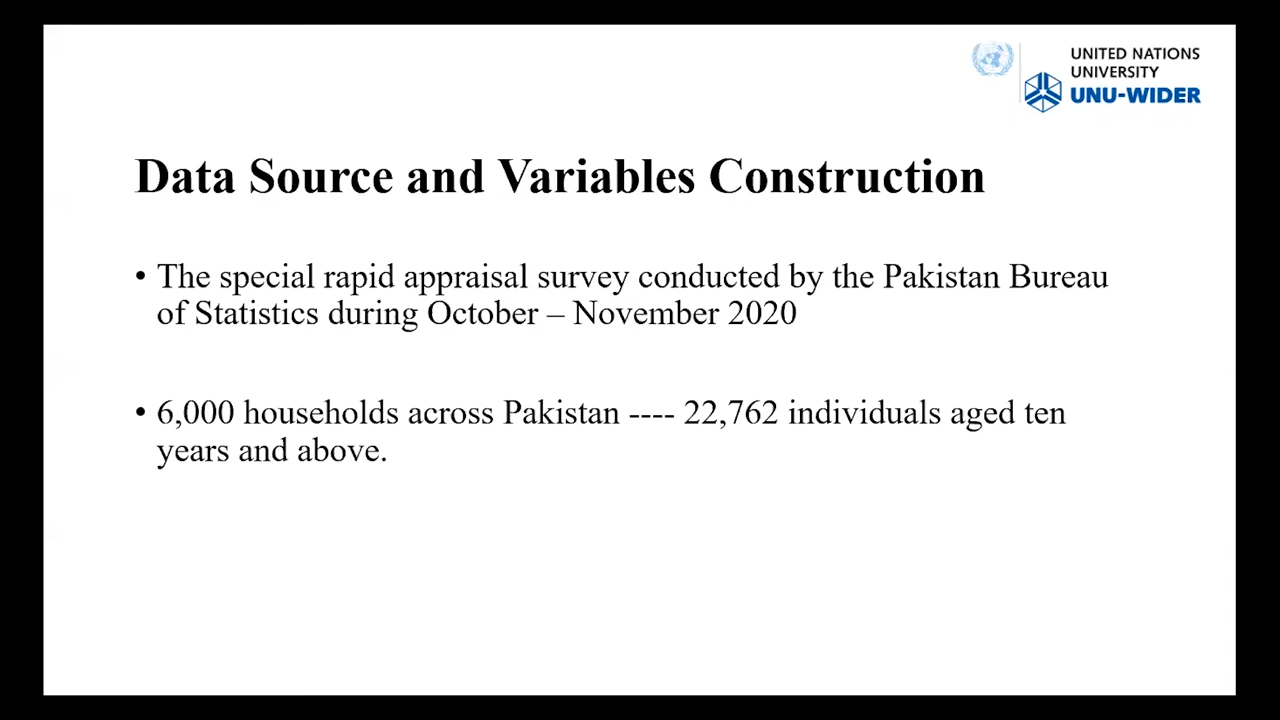 UNITED NATIONS
UNIVERSITY
UNU-WIDER
Data Source and Variables Construction
• The special rapid appraisal survey conducted by the Pakistan Bureau
of Statistics during October – November 2020
• 6,000 households across Pakistan ---- 22,762 individuals aged ten
years and above.